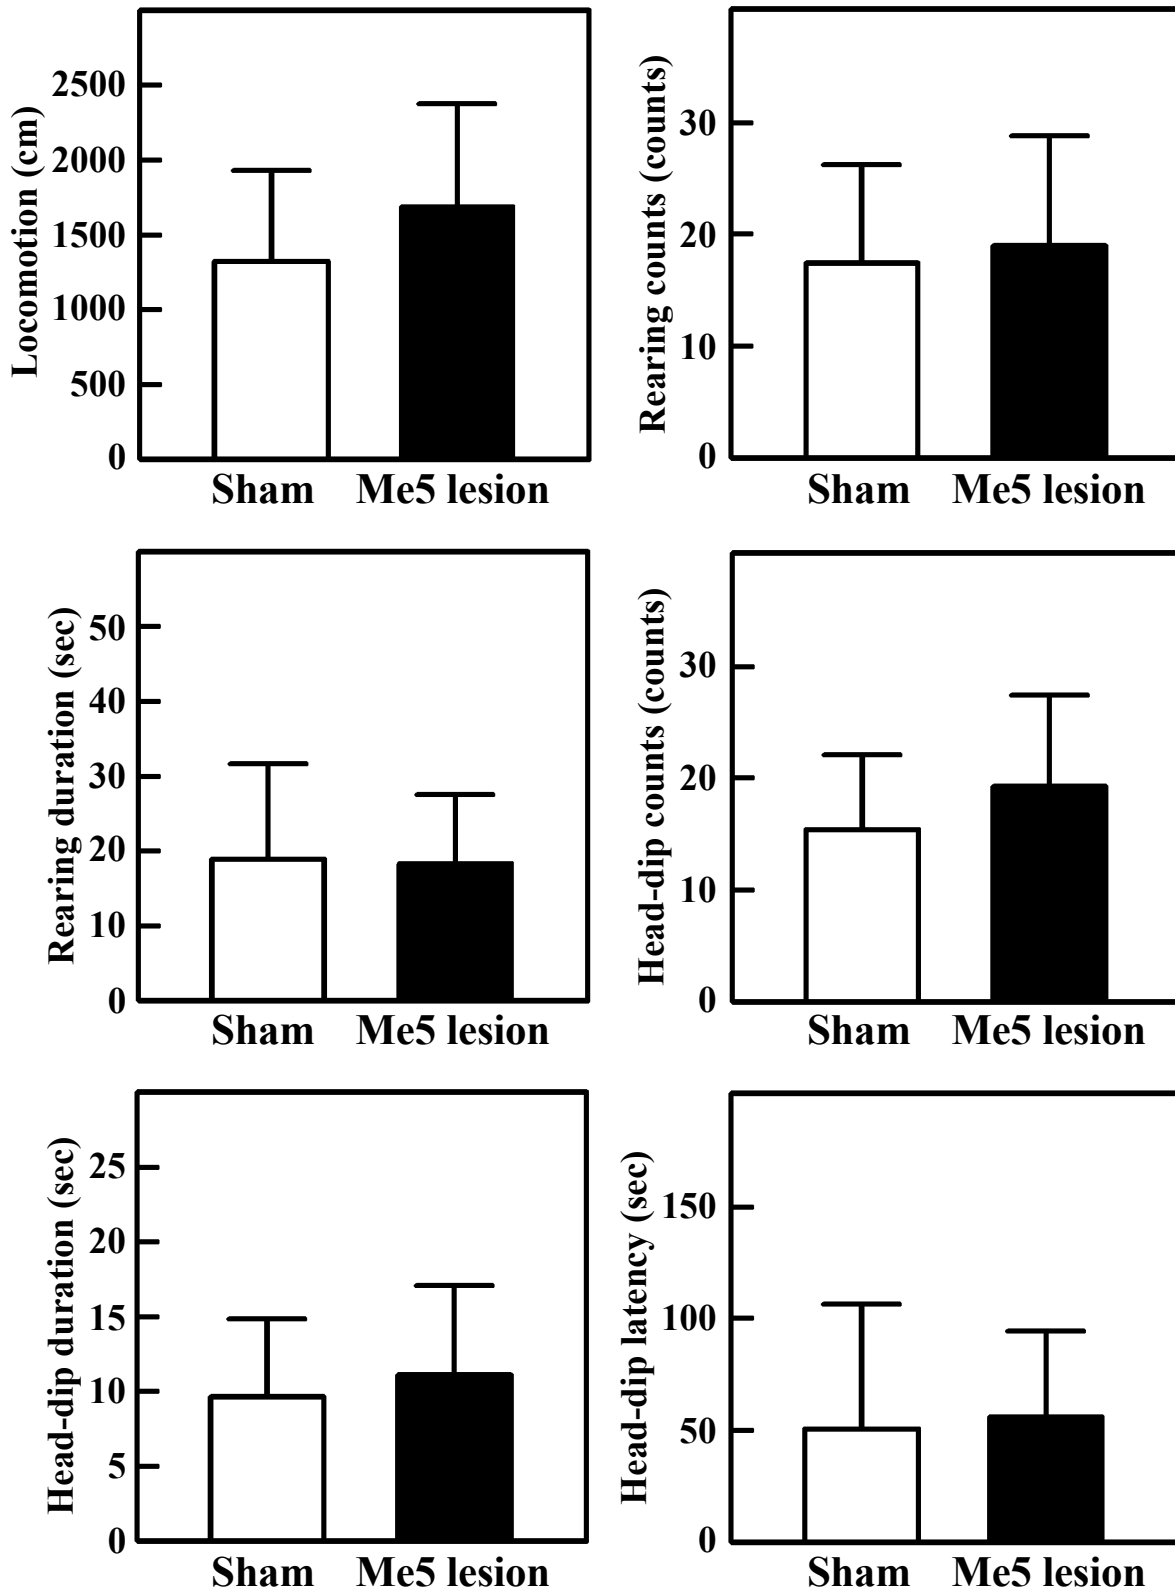 Locomotion (cm)
2500
2000
1500
1000
500
0
Sham Me5 lesion
Rearing counts (counts)
30
20
10
0
Sham Me5 lesion
Rearing duration (sec)
50
40
30
20
10
0
Sham Me5 lesion
Head-dip counts (counts)
30
20
10
0
Sham Me5 lesion
Head-dip duration (sec)
25
20
15
10
5
0
Sham Me5 lesion
Head-dip latency (sec)
150
100
50
0
Sham Me5 lesion